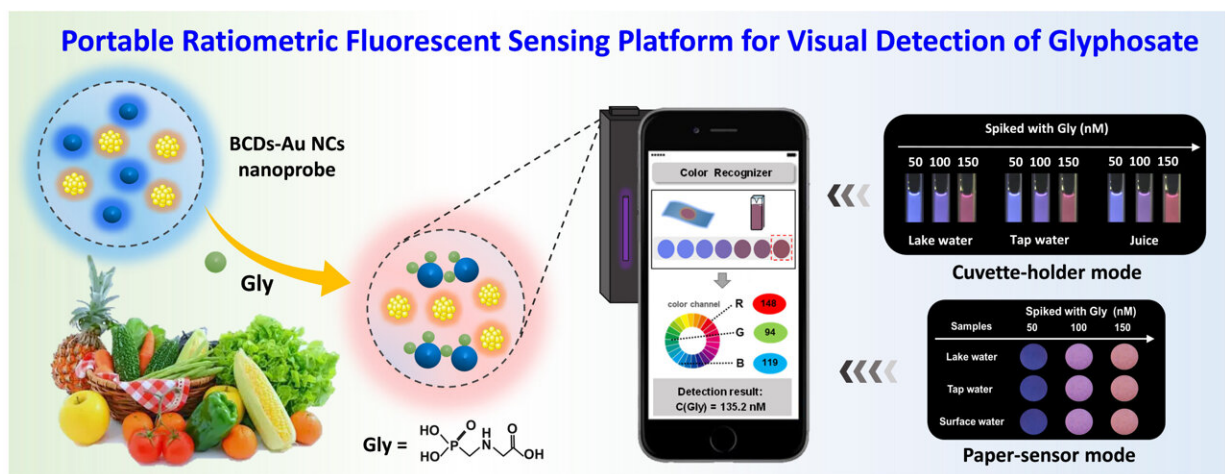 Portable Ratiometric Fluorescent Sensing Platform for Visual Detection of Glyphosate
BCDs-Au NCs
nanoprobe
Gly
Gly =
HO
HO
P
O
H
N
O
OH
Color Recognizer
color channel
R
148
G
94
B
119
Detection result:
C(Gly) = 135.2 nM
Spiked with Gly (nM)
50 100 150 50 100 150 50 100 150
Lake water Tap water Juice
Cuvette-holder mode
Spiked with Gly (nM)
Samples 50 100 150
Lake water
Tap water
Surface water
Paper-sensor mode